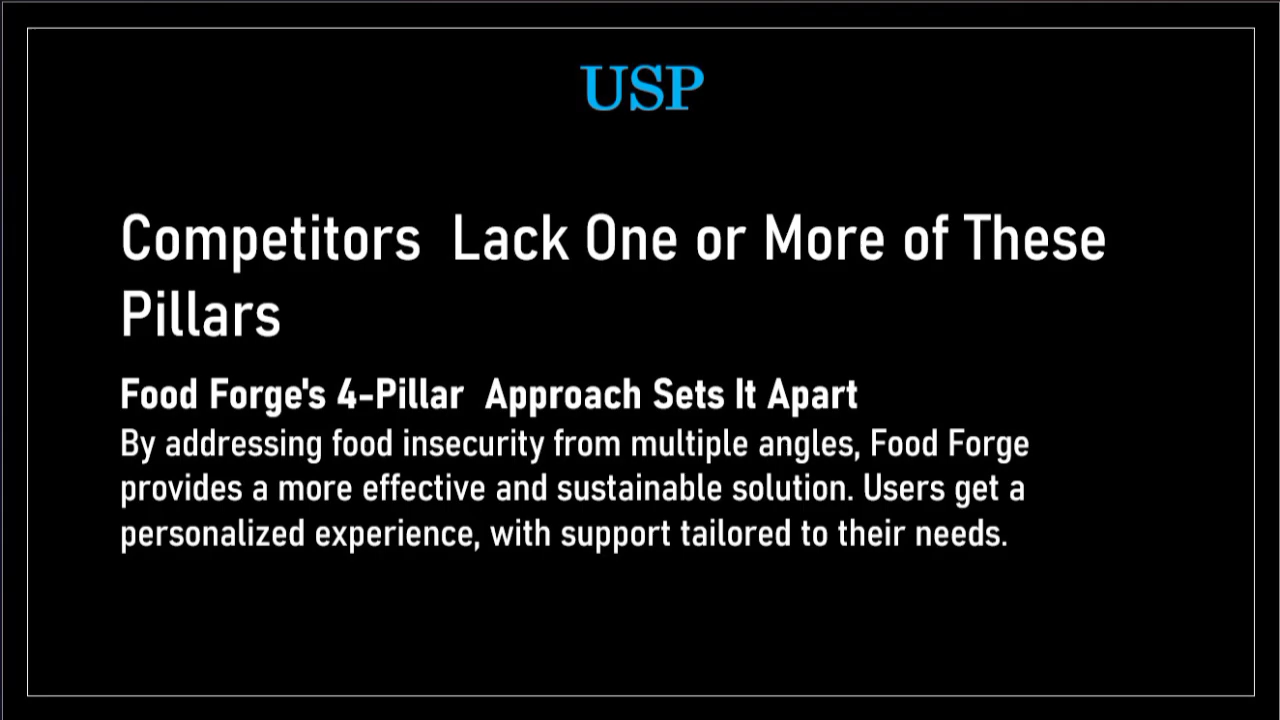 USP
Competitors  Lack One or More of These
Pillars
Food Forge's 4-Pillar  Approach Sets It Apart
By addressing food insecurity from multiple angles, Food Forge
provides a more effective and sustainable solution. Users get a
personalized experience, with support tailored to their needs.